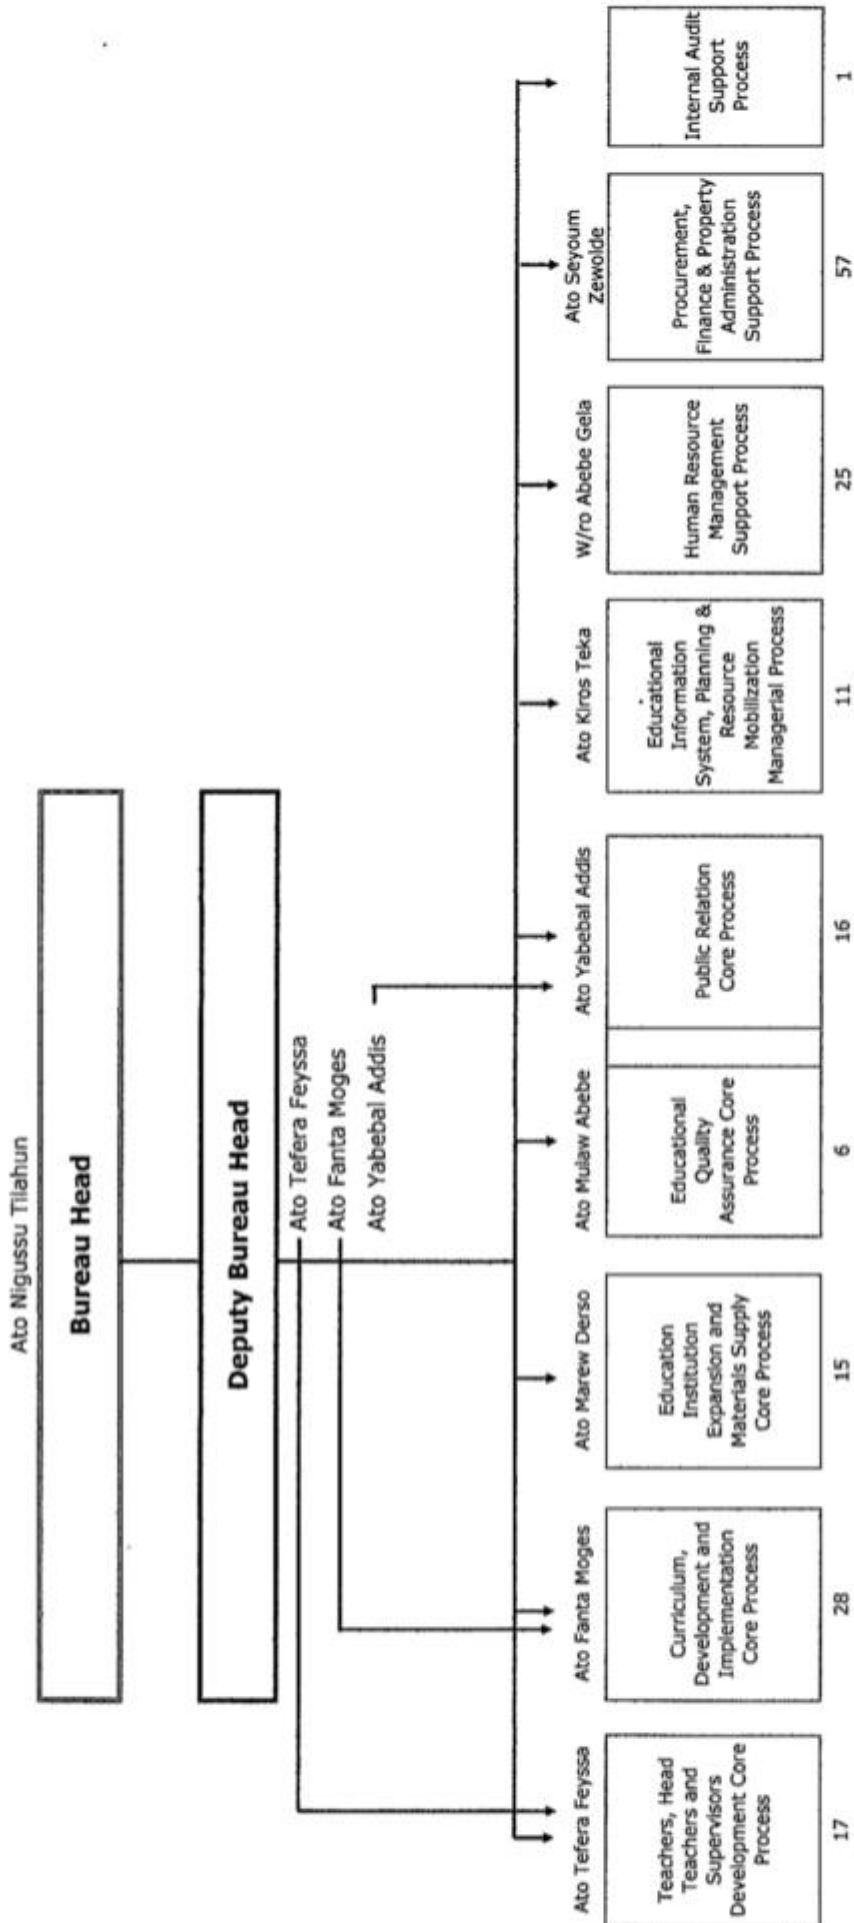 Ato Nigussu Tilahun
Bureau Head
Deputy Bureau Head
Ato Tefera Feyssa
Ato Fanta Moges
Ato Yabebal Addis
Ato Tefera Feyssa
Teachers, Head
Teachers and
Supervisors
Development Core
Process
17
Ato Fanta Moges
Curriculum,
Development and
Implementation
Core Process
28
Ato Marew Derso
Education
Institution
Expansion and
Materials Supply
Core Process
15
Ato Mulaw Abebe
Educational
Quality
Assurance Core
Process
6
Ato Yabebal Addis
Public Relation
Core Process
16
Ato Kiros Teka
Educational
Information
System, Planning &
Resource
Mobilization
Managerial Process
11
W/ro Abebe Gela
Human Resource
Management
Support Process
25
Ato Seyoum
Zewolde
Procurement,
Finance & Property
Administration
Support Process
57
Internal Audit
Support
Process
1